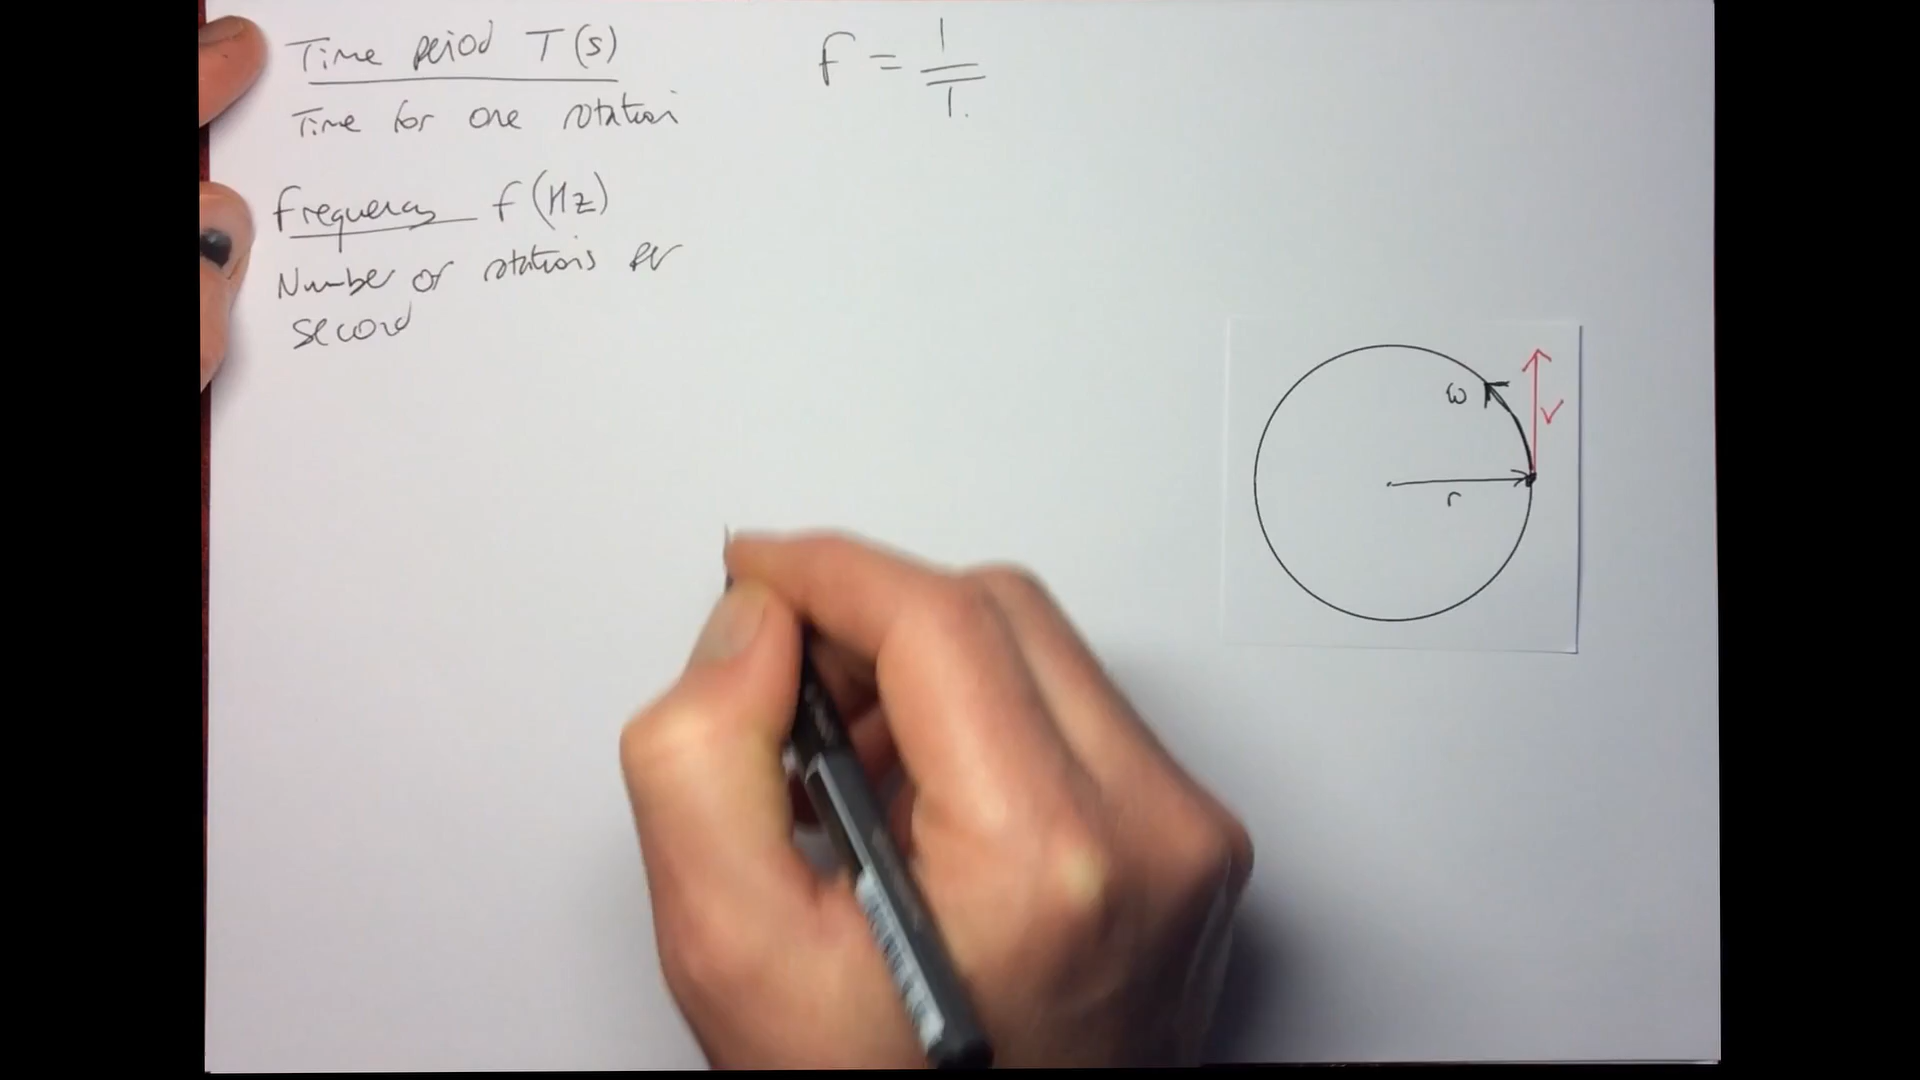 Time period T (s)
Time for one rotation
frequency f (Hz)
Number of rotations per
second
f = 1/T.
ω
v
r